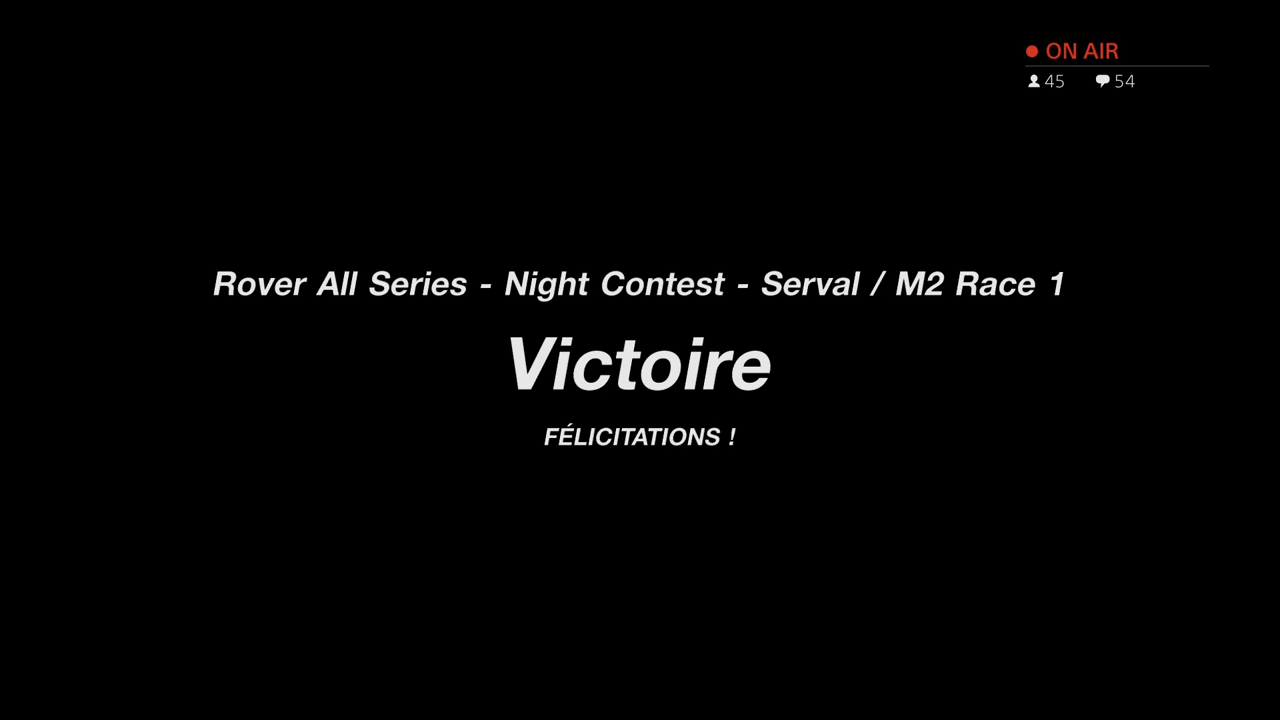 ON AIR
45 54
Rover All Series - Night Contest - Serval / M2 Race 1
Victoire
FÉLICITATIONS !